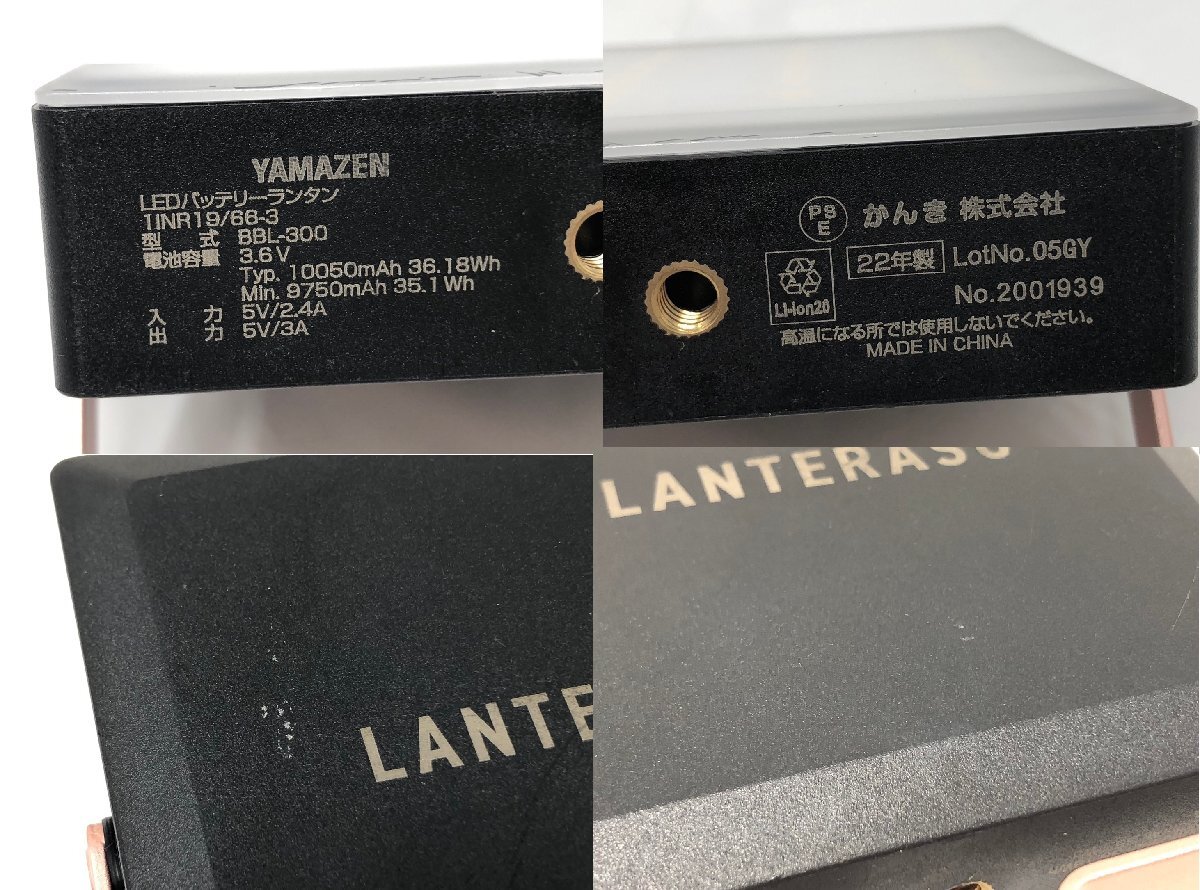 YAMAZEN
LEDバッテリーランタン
1INR19/66-3
型 式 BBL-300
電池容量 3.6V
Typ. 10050mAh 36.18Wh
Min. 9750mAh 35.1Wh
入 力 5V/2.4A
出 力 5V/3A
PS E かんき 株式会社
Li-ion20 22年製 LotNo.05GY
No.2001939
高温になる所では使用しないでください。
MADE IN CHINA
LANTE
LANTERASU